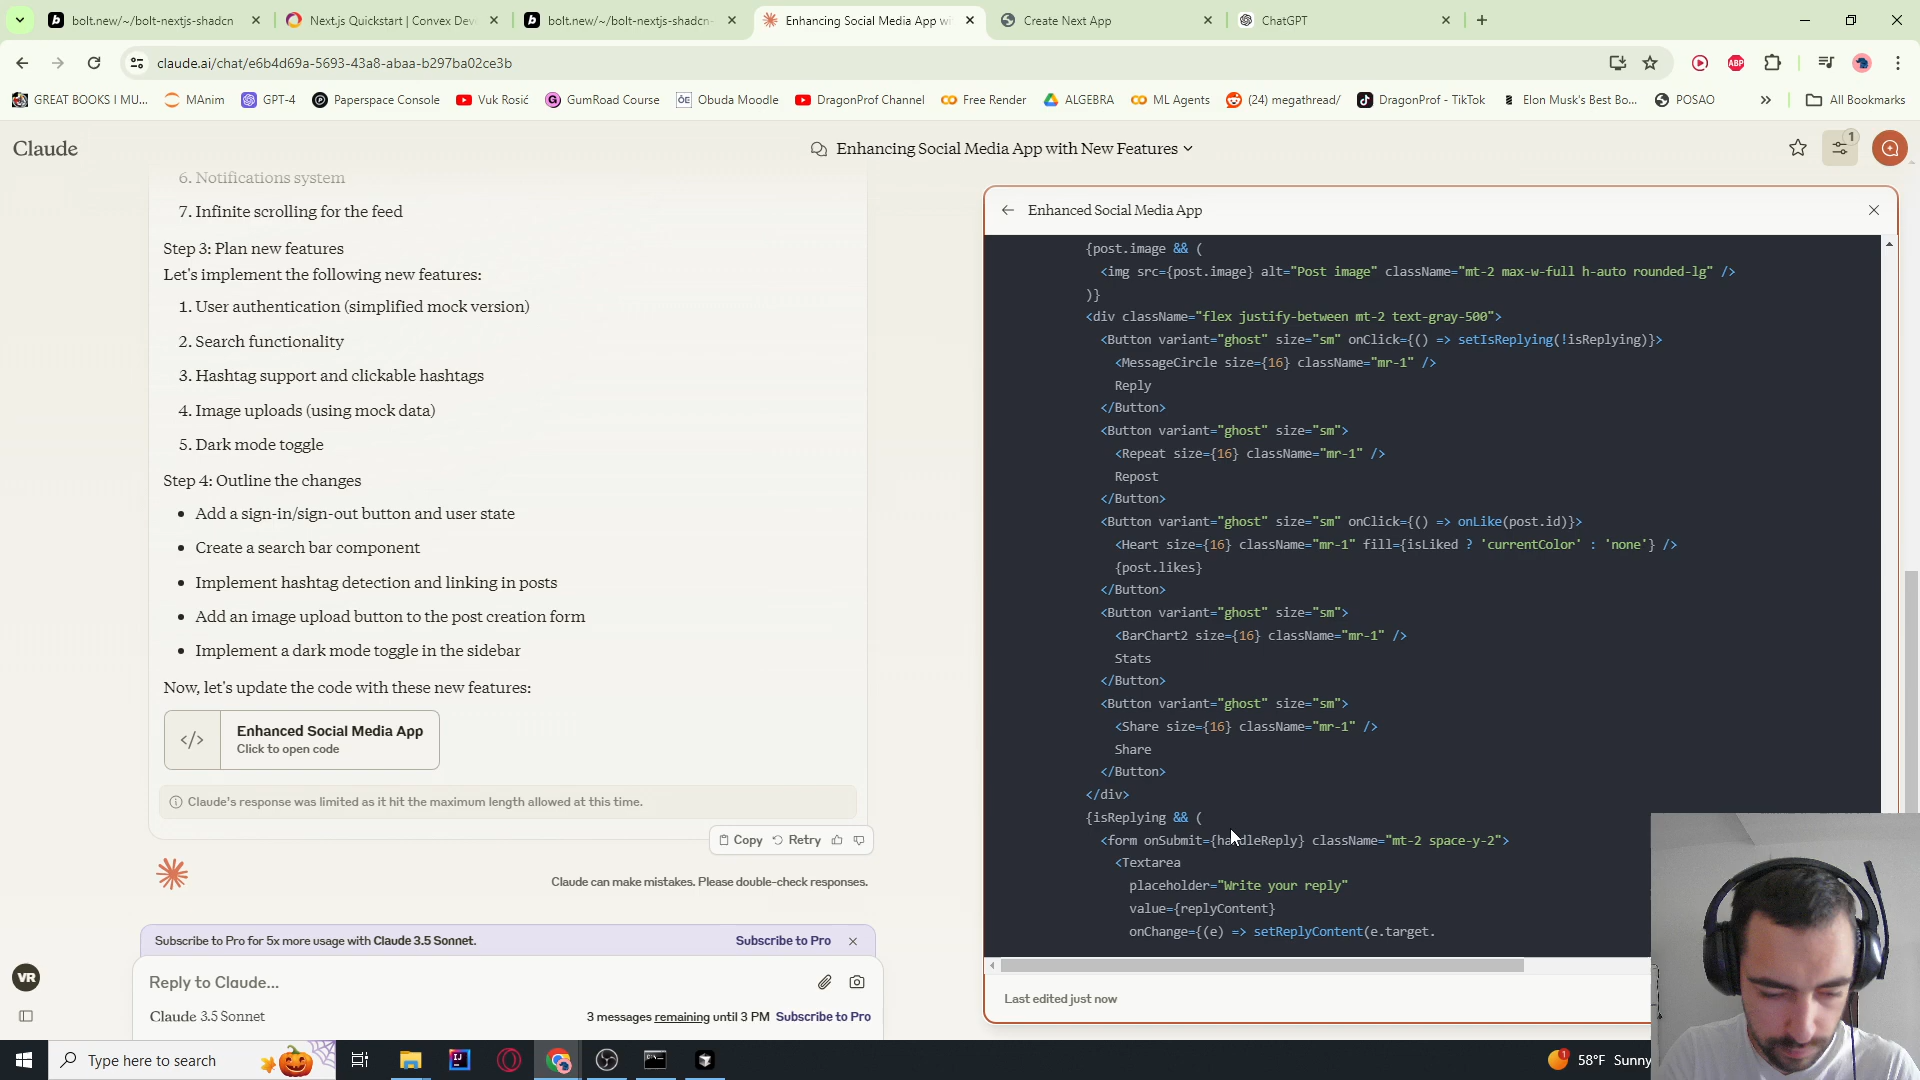 bolt.new/~/bolt-nextjs-shadcn
Next.js Quickstart | Convex Dev
bolt.new/~/bolt-nextjs-shadcn-
Enhancing Social Media App wi
Create Next App
ChatGPT
claude.ai/chat/e6b4d69a-5693-43a8-abaa-b297ba02ce3b
GREAT BOOKS I MU...
MAnim
GPT-4
Paperspace Console
Vuk Rosić
GumRoad Course
Obuda Moodle
DragonProf Channel
Free Render
ALGEBRA
ML Agents
(24) megathread/
DragonProf - TikTok
Elon Musk's Best Bo...
POSAO
»
All Bookmarks
Claude
Enhancing Social Media App with New Features
1
6. Notifications system
7. Infinite scrolling for the feed
Step 3: Plan new features
Let's implement the following new features:
1. User authentication (simplified mock version)
2. Search functionality
3. Hashtag support and clickable hashtags
4. Image uploads (using mock data)
5. Dark mode toggle
Step 4: Outline the changes
• Add a sign-in/sign-out button and user state
• Create a search bar component
• Implement hashtag detection and linking in posts
• Add an image upload button to the post creation form
• Implement a dark mode toggle in the sidebar
Now, let's update the code with these new features:
</>
Enhanced Social Media App
Click to open code
Claude's response was limited as it hit the maximum length allowed at this time.
Copy Retry
Claude can make mistakes. Please double-check responses.
Subscribe to Pro for 5x more usage with Claude 3.5 Sonnet.
Subscribe to Pro
Reply to Claude...
Claude 3.5 Sonnet
3 messages remaining until 3 PM Subscribe to Pro
VR
Enhanced Social Media App
{post.image && (
<img src={post.image} alt="Post image" className="mt-2 max-w-full h-auto rounded-lg" />
)}
<div className="flex justify-between mt-2 text-gray-500">
<Button variant="ghost" size="sm" onClick={() => setIsReplying(!isReplying)}>
<MessageCircle size={16} className="mr-1" />
Reply
</Button>
<Button variant="ghost" size="sm">
<Repeat size={16} className="mr-1" />
Repost
</Button>
<Button variant="ghost" size="sm" onClick={() => onLike(post.id)}>
<Heart size={16} className="mr-1" fill={isLiked ? 'currentColor' : 'none'} />
{post.likes}
</Button>
<Button variant="ghost" size="sm">
<BarChart2 size={16} className="mr-1" />
Stats
</Button>
<Button variant="ghost" size="sm">
<Share size={16} className="mr-1" />
Share
</Button>
</div>
{isReplying && (
<form onSubmit={handleReply} className="mt-2 space-y-2">
<Textarea
placeholder="Write your reply"
value={replyContent}
onChange={(e) => setReplyContent(e.target.
Last edited just now
Type here to search
1
58°F Sunny